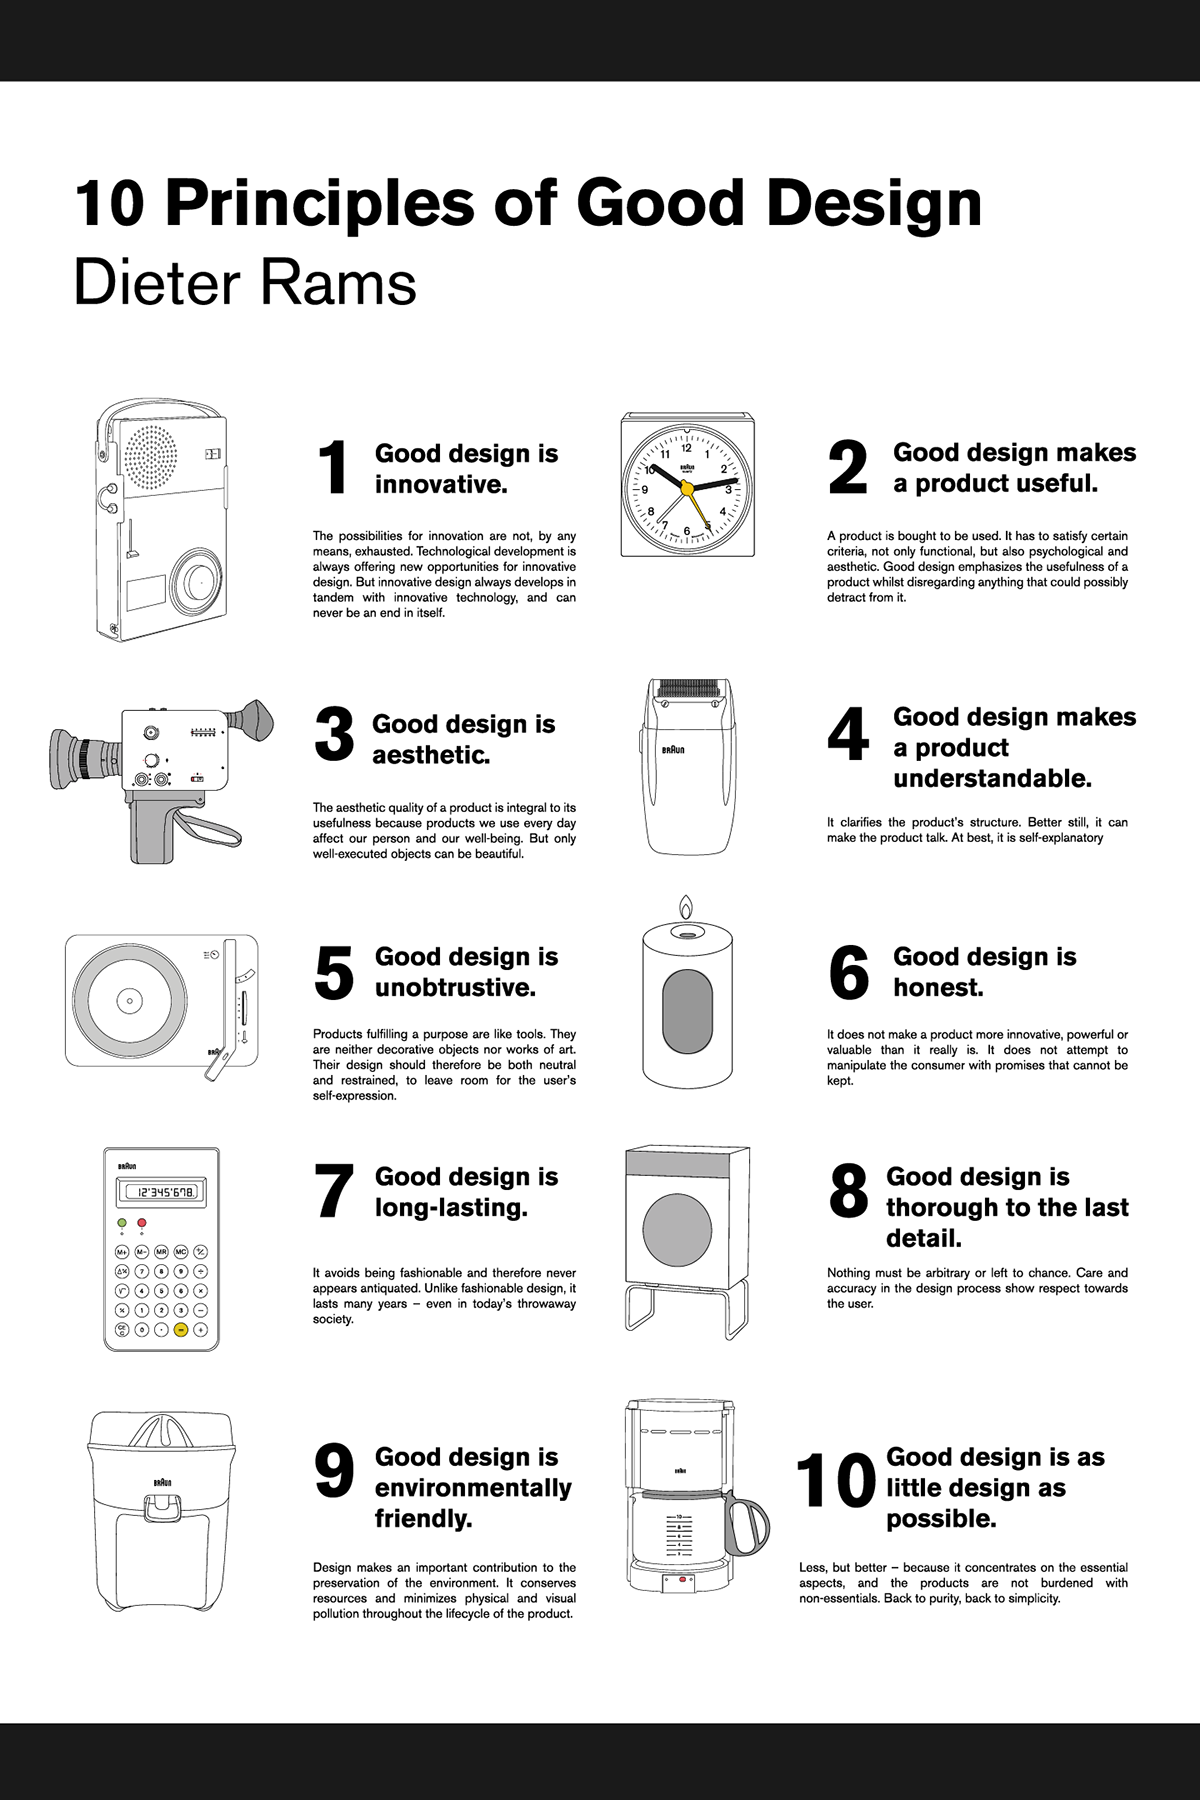 10 Principles of Good Design
Dieter Rams
1
Good design is
innovative.
The possibilities for innovation are not, by any
means, exhausted. Technological development is
always offering new opportunities for innovative
design. But innovative design always develops in
tandem with innovative technology, and can
never be an end in itself.
12
1
2
3
4
5
6
7
8
9
10
BRAUN
2
Good design makes
a product useful.
A product is bought to be used. It has to satisfy certain
criteria, not only functional, but also psychological and
aesthetic. Good design emphasizes the usefulness of a
product whilst disregarding anything that could possibly
detract from it.
3
Good design is
aesthetic.
The aesthetic quality of a product is integral to its
usefulness because products we use every day
affect our person and our well-being. But only
well-executed objects can be beautiful.
BRAUN
4
Good design makes
a product
understandable.
It clarifies the product's structure. Better still, it can
make the product talk. At best, it is self-explanatory
BRA
5
Good design is
unobtrustive.
Products fulfilling a purpose are like tools. They
are neither decorative objects nor works of art.
Their design should therefore be both neutral
and restrained, to leave room for the user's
self-expression.
6
Good design is
honest.
It does not make a product more innovative, powerful or
valuable than it really is. It does not attempt to
manipulate the consumer with promises that cannot be
kept.
BRAUN
12'345'678.
M+ M− MR MC +/−
Δ% 7 8 9 ÷
√ 4 5 6 ×
% 1 2 3 −
CE C 0 · = +
7
Good design is
long-lasting.
It avoids being fashionable and therefore never
appears antiquated. Unlike fashionable design, it
lasts many years – even in today's throwaway
society.
8
Good design is
thorough to the last
detail.
Nothing must be arbitrary or left to chance. Care and
accuracy in the design process show respect towards
the user.
BRAUN
9
Good design is
environmentally
friendly.
Design makes an important contribution to the
preservation of the environment. It conserves
resources and minimizes physical and visual
pollution throughout the lifecycle of the product.
BRAUN
10
10
Good design is as
little design as
possible.
Less, but better – because it concentrates on the essential
aspects, and the products are not burdened with
non-essentials. Back to purity, back to simplicity.